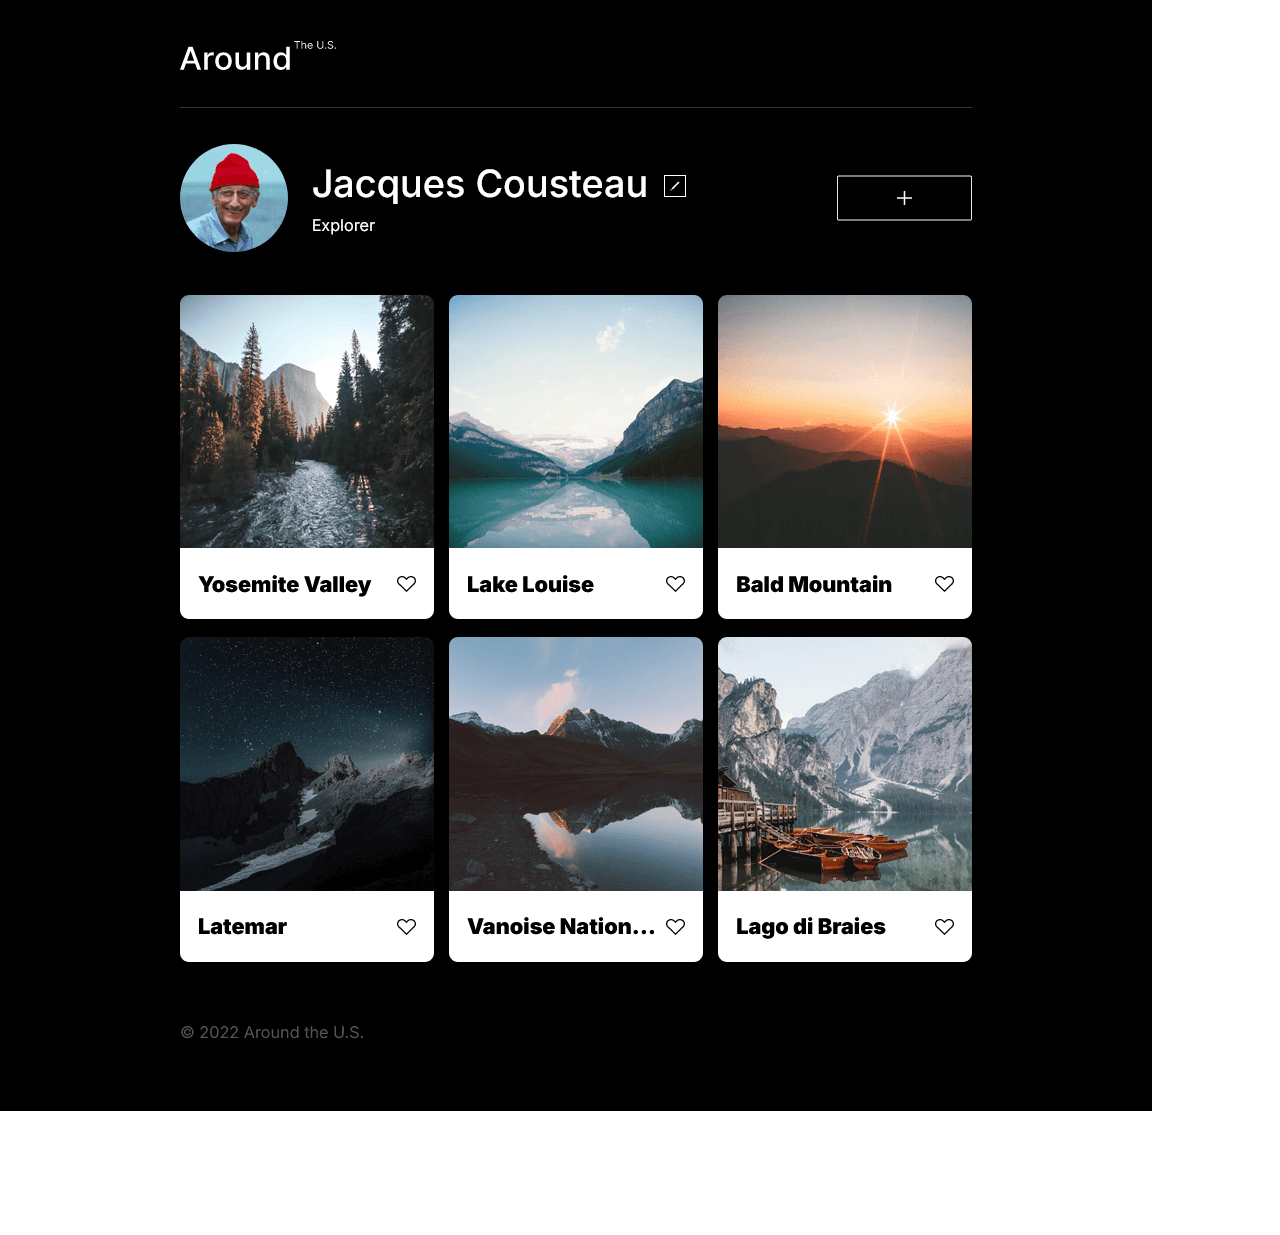 Around The U.S.
Jacques Cousteau
Explorer
Yosemite Valley
Lake Louise
Bald Mountain
Latemar
Vanoise Nation...
Lago di Braies
© 2022 Around the U.S.